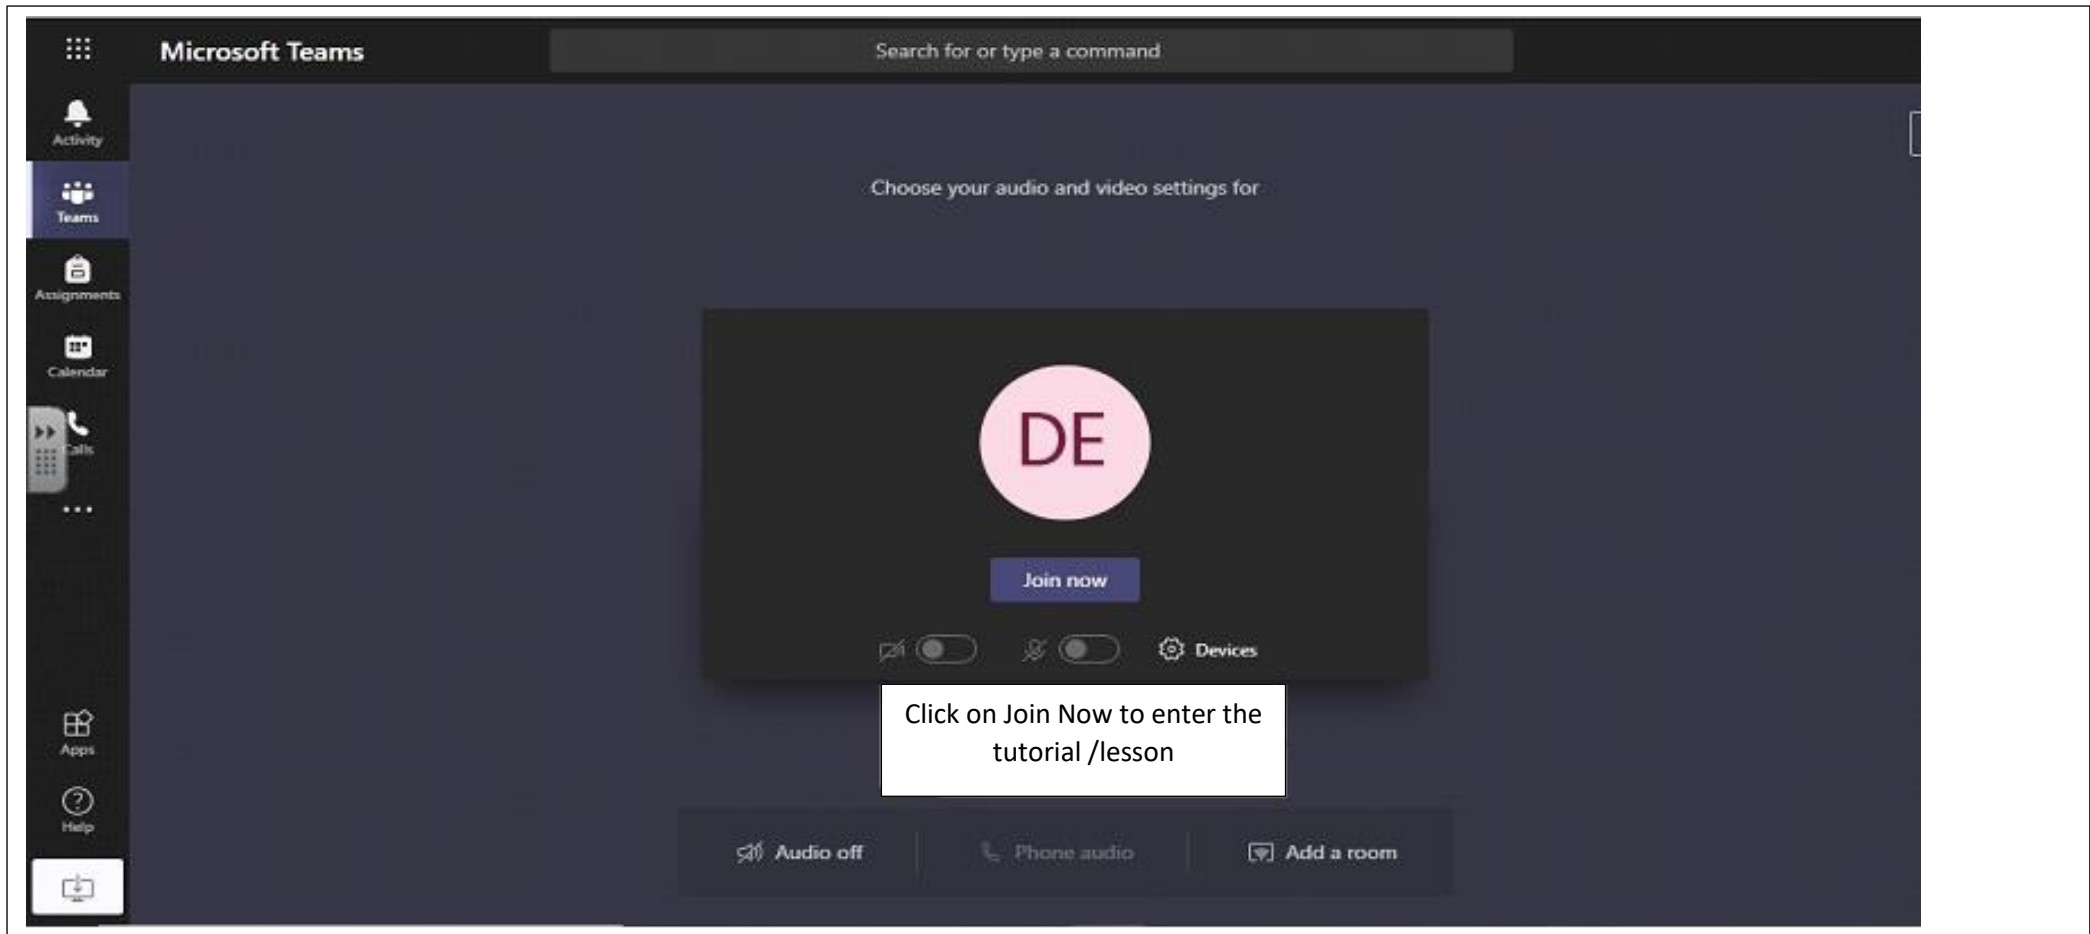 Microsoft Teams
Search for or type a command
Activity
Teams
Assignments
Calendar
Calls
Choose your audio and video settings for
DE
Join now
Devices
Click on Join Now to enter the
tutorial /lesson
Apps
Help
Audio off
Phone audio
Add a room